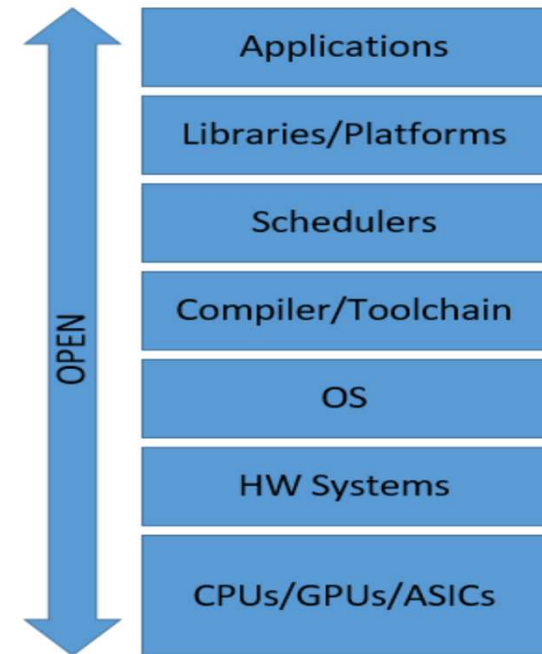 OPEN
Applications
Libraries/Platforms
Schedulers
Compiler/Toolchain
OS
HW Systems
CPUs/GPUs/ASICs